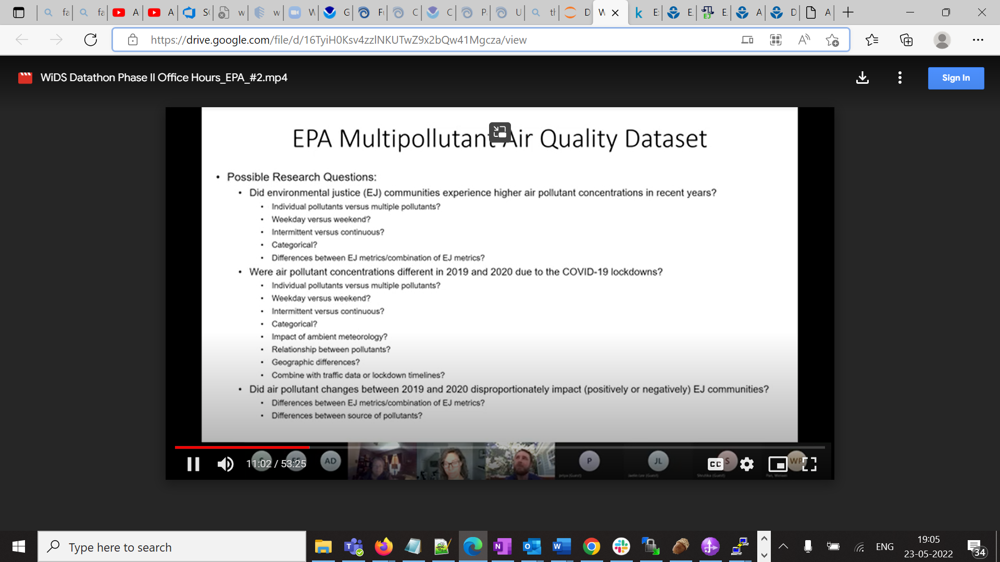 fa
fa
A
A
S
w
w
W
G
F
C
C
P
U
th
D
W
E
E
E
A
D
A
https://drive.google.com/file/d/16TyiH0Ksv4zzlNKUTwZ9x2bQw41Mgcza/view
WiDS Datathon Phase II Office Hours_EPA_#2.mp4
Sign In
EPA Multipollutant Air Quality Dataset
• Possible Research Questions:
• Did environmental justice (EJ) communities experience higher air pollutant concentrations in recent years?
• Individual pollutants versus multiple pollutants?
• Weekday versus weekend?
• Intermittent versus continuous?
• Categorical?
• Differences between EJ metrics/combination of EJ metrics?
• Were air pollutant concentrations different in 2019 and 2020 due to the COVID-19 lockdowns?
• Individual pollutants versus multiple pollutants?
• Weekday versus weekend?
• Intermittent versus continuous?
• Categorical?
• Impact of ambient meteorology?
• Relationship between pollutants?
• Geographic differences?
• Combine with traffic data or lockdown timelines?
• Did air pollutant changes between 2019 and 2020 disproportionately impact (positively or negatively) EJ communities?
• Differences between EJ metrics/combination of EJ metrics?
• Differences between source of pollutants?
11:02 / 53:25
AD
P
JL
CC
S
WP
Type here to search
ENG
19:05
23-05-2022
34